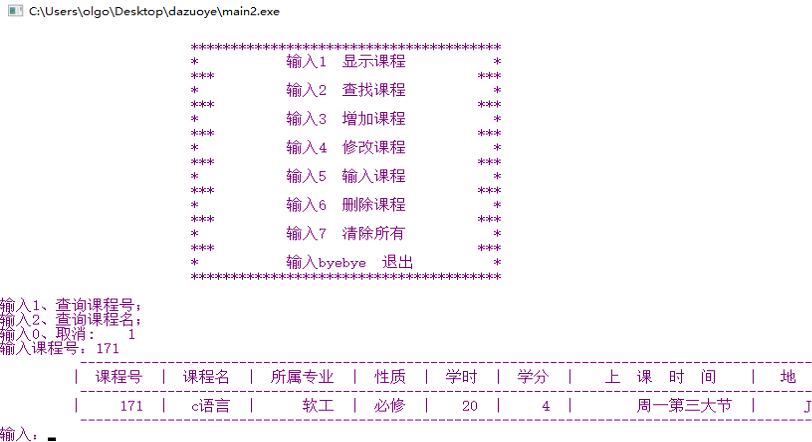 C:\Users\olgo\Desktop\dazuoye\main2.exe
***************************************
* 输入1 显示课程 *
*** ***
* 输入2 查找课程 *
*** ***
* 输入3 增加课程 *
*** ***
* 输入4 修改课程 *
*** ***
* 输入5 输入课程 *
*** ***
* 输入6 删除课程 *
*** ***
* 输入7 清除所有 *
*** ***
* 输入byebye 退出 *
***************************************
输入1、查询课程号;
输入2、查询课程名;
输入0、取消: 1
输入课程号:171
| 课程号 | 课程名 | 所属专业 | 性质 | 学时 | 学分 | 上 课 时 间 | 地
| 171 | c语言 | 软工 | 必修 | 20 | 4 | 周一第三大节 | J
输入: